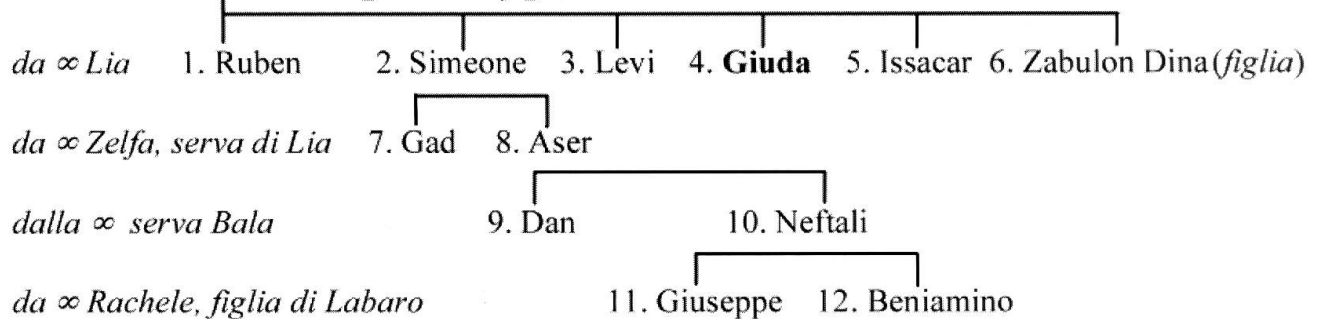 da ∞ Lia 1. Ruben 2. Simeone 3. Levi 4. Giuda 5. Issacar 6. Zabulon Dina (figlia)
da ∞ Zelfa, serva di Lia 7. Gad 8. Aser
dalla ∞ serva Bala 9. Dan 10. Neftali
da ∞ Rachele, figlia di Labaro 11. Giuseppe 12. Beniamino